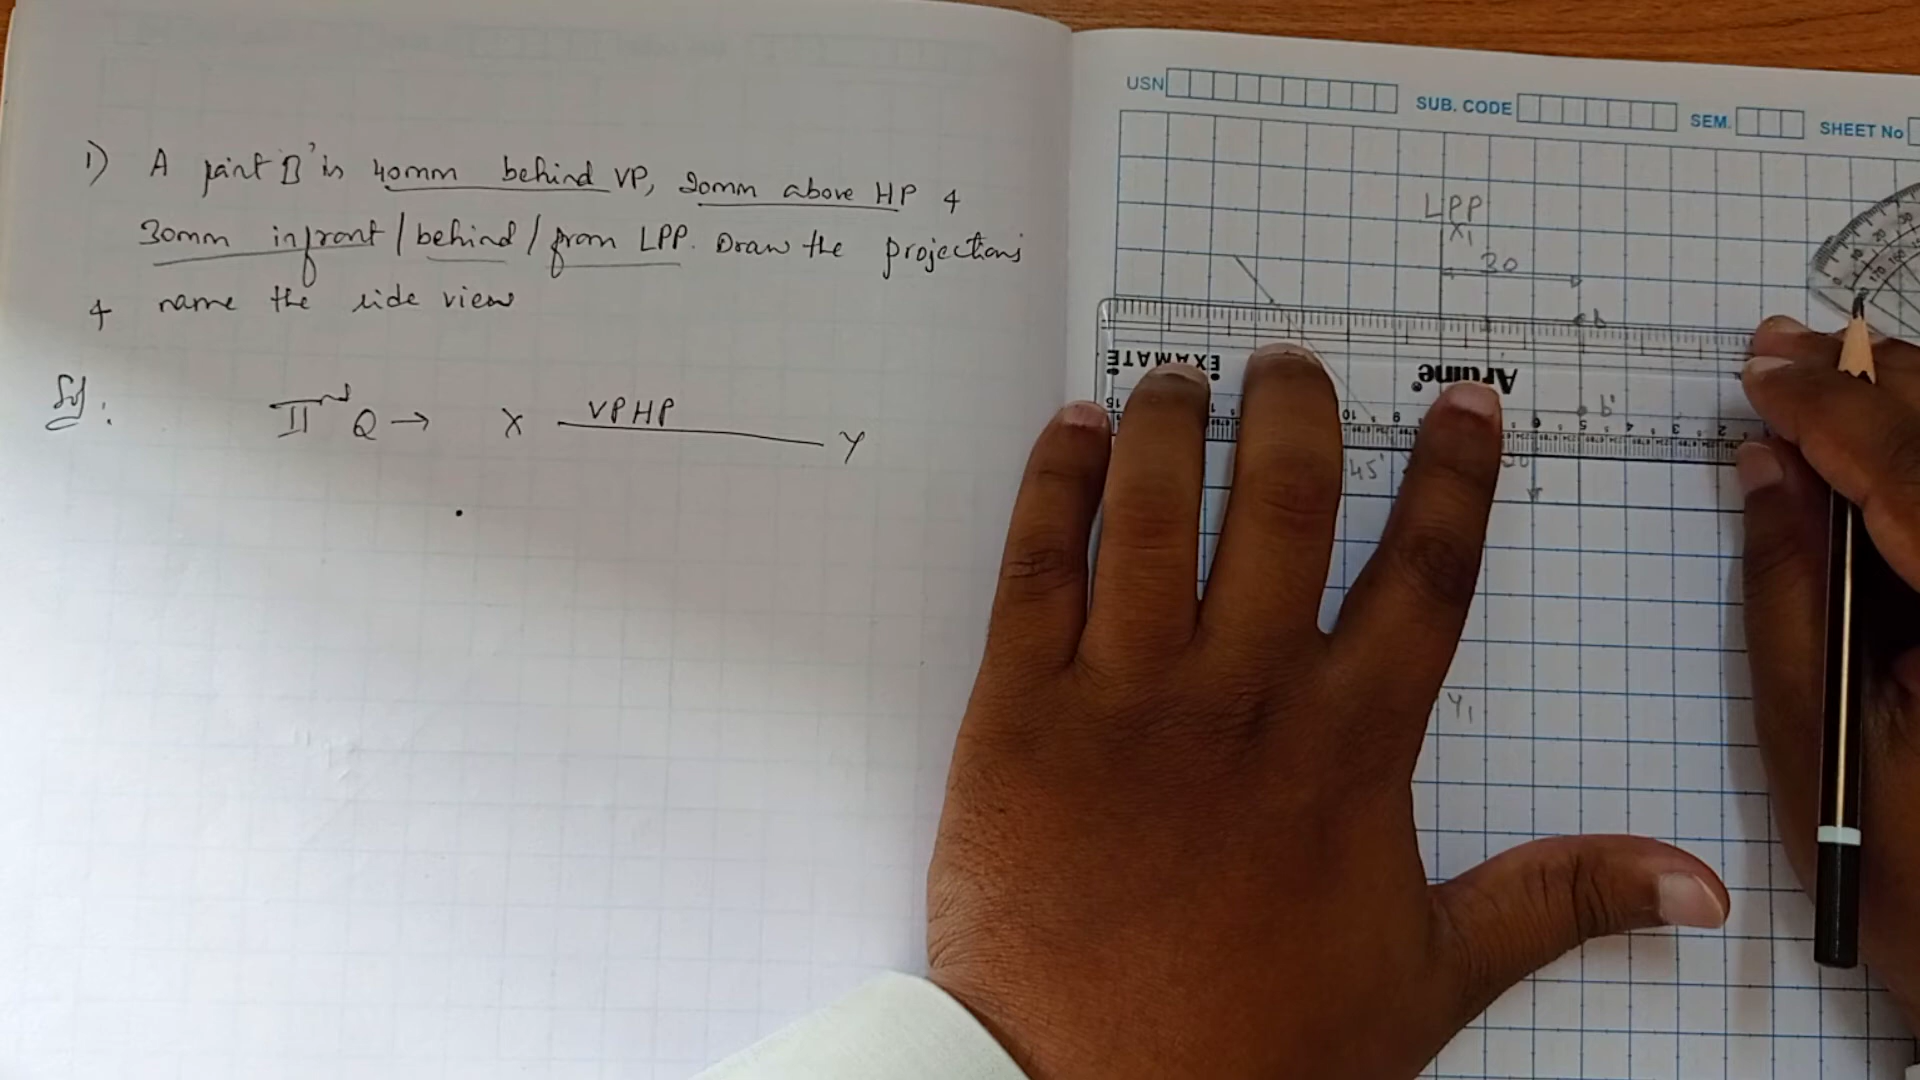 1) A point 'B' is 40mm behind VP, 20mm above HP &
30mm infront / behind / from LPP. Draw the projections
& name the side view
Sol:
IInd Q → X VPHP Y
USN
SUB. CODE
SEM.
SHEET No
LPP
X1
30
b
EXAMATE
Arume
b'
45°
Y1